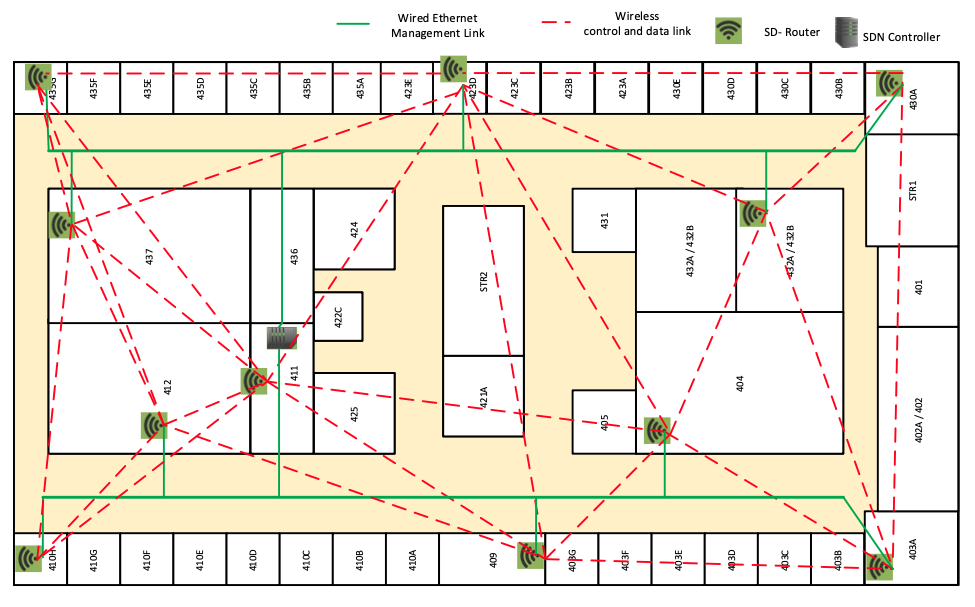 Wired Ethernet
Management Link
Wireless
control and data link
SD- Router
SDN Controller
435G
435F
435E
435D
435C
435B
435A
423E
423D
423C
423B
423A
430E
430D
430C
430B
430A
STR1
401
402A / 402
403A
437
436
424
422C
412
411
425
STR2
421A
431
432A / 432B
432A / 432B
405
404
410H
410G
410F
410E
410D
410C
410B
410A
409
403G
403F
403E
403D
403C
403B